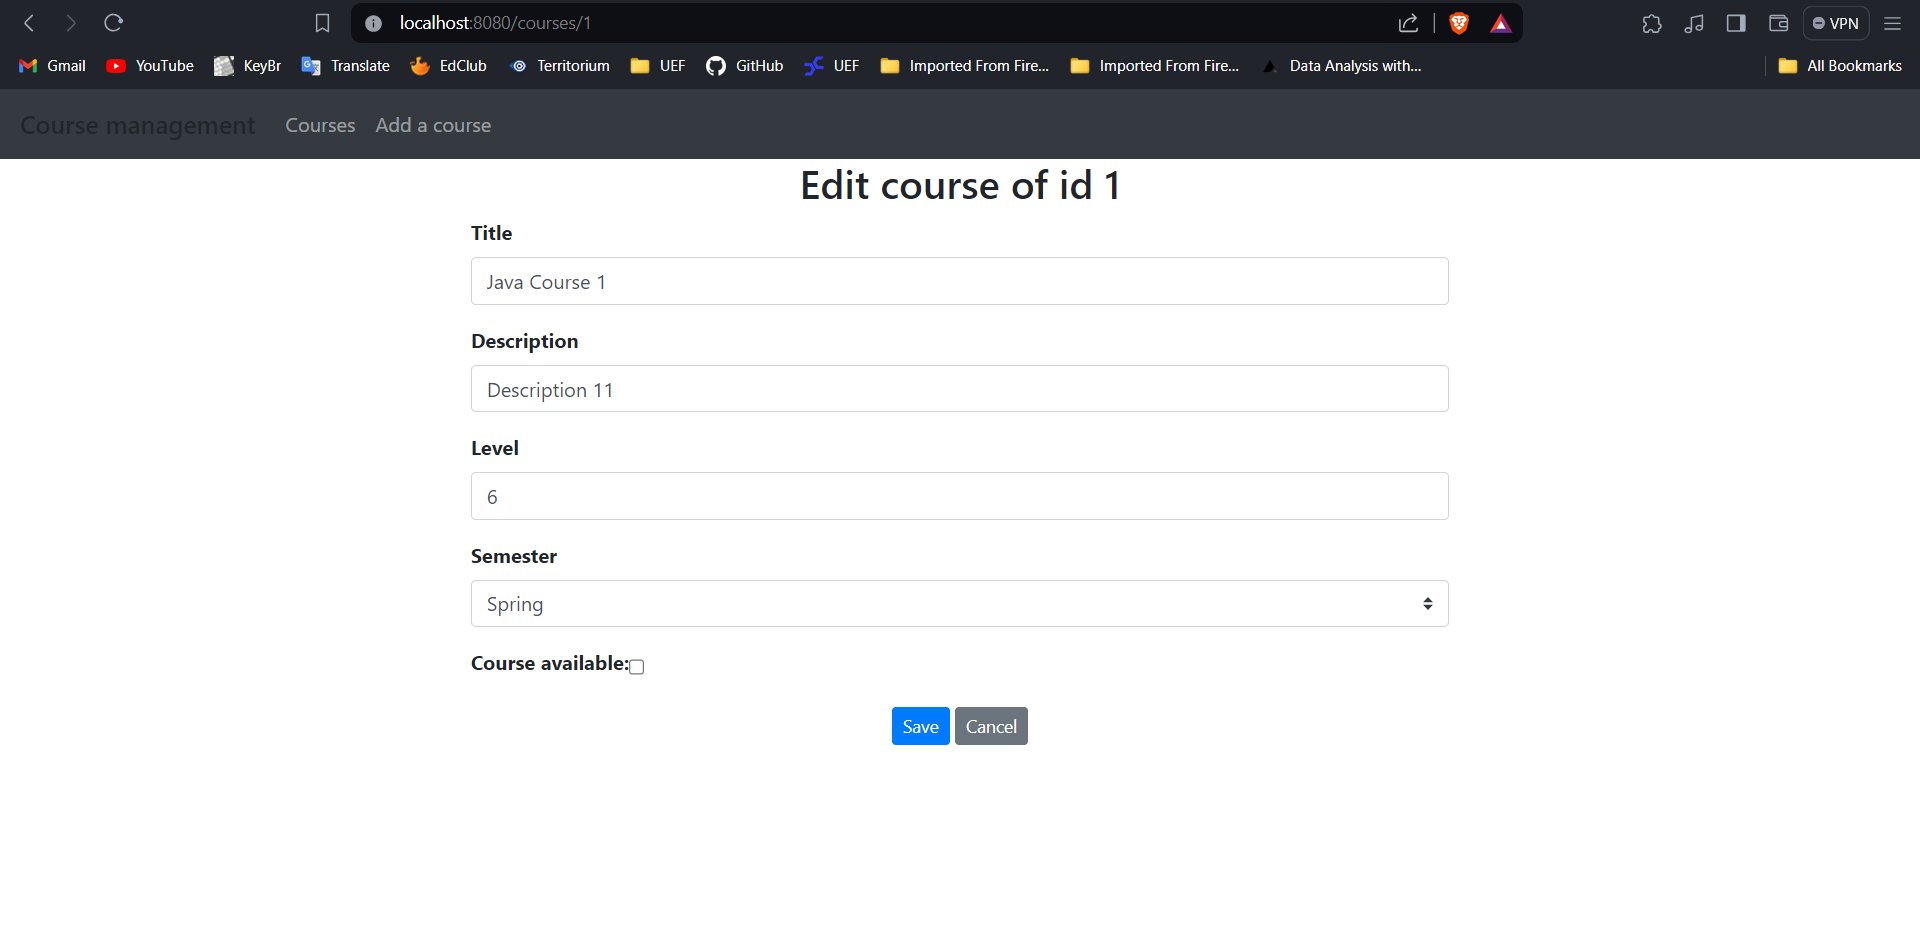 localhost:8080/courses/1
VPN
Gmail YouTube KeyBr Translate EdClub Territorium UEF GitHub UEF Imported From Fire... Imported From Fire... Data Analysis with... All Bookmarks
Course management Courses Add a course
Edit course of id 1
Title
Java Course 1
Description
Description 11
Level
6
Semester
Spring
Course available:
Save Cancel